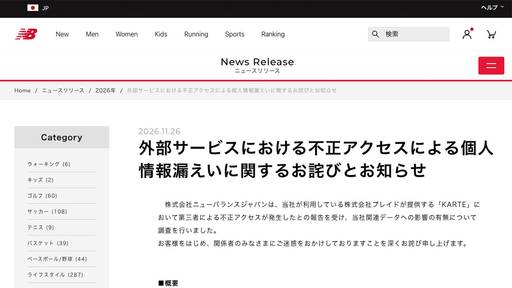 JP
ヘルプ
New Men Women Kids Running Sports Ranking 検索
News Release
ニュースリリース
Home / ニュースリリース / 2026年 / 外部サービスにおける不正アクセスによる個人情報漏えいに関するお詫びとお知らせ
Category
ウォーキング (6)
キッズ (2)
ゴルフ (60)
サッカー (108)
テニス (9)
バスケット (39)
ベースボール/野球 (44)
ライフスタイル (287)
2026.11.26
外部サービスにおける不正アクセスによる個人
情報漏えいに関するお詫びとお知らせ
株式会社ニューバランスジャパンは、当社が利用している株式会社プレイドが提供する「KARTE」に
おいて第三者による不正アクセスが発生したとの報告を受け、当社関連データへの影響の有無について
調査を行いました。
お客様をはじめ、関係者のみなさまにご迷惑をおかけしておりますことを深くお詫び申し上げます。
■概要